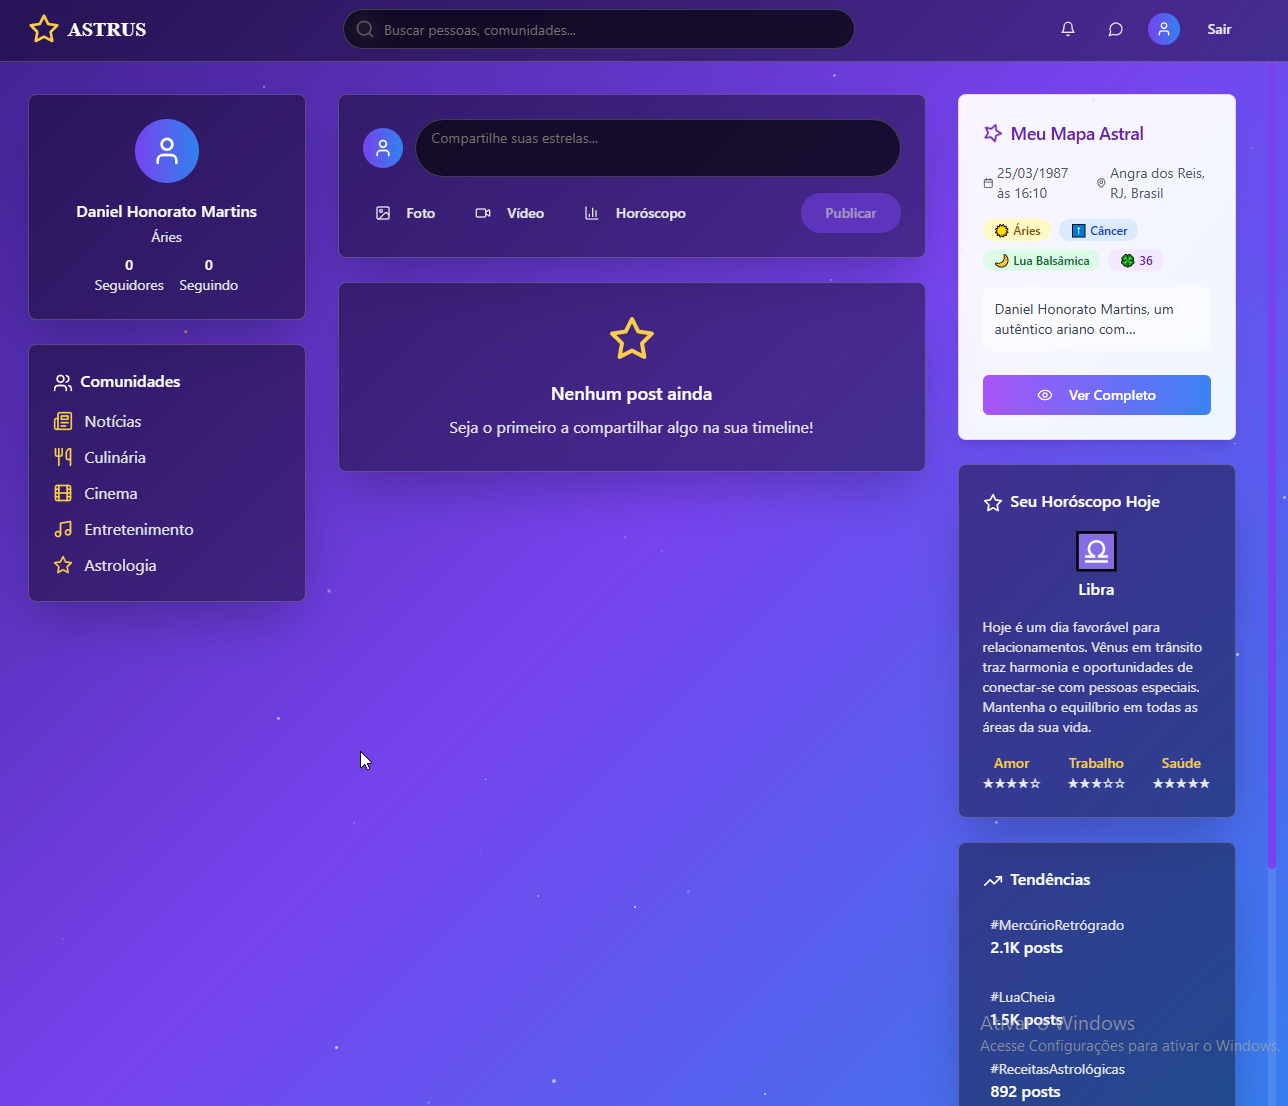 ASTRUS
Buscar pessoas, comunidades...
Sair
Daniel Honorato Martins
Áries
0 0
Seguidores Seguindo
Comunidades
Notícias
Culinária
Cinema
Entretenimento
Astrologia
Compartilhe suas estrelas...
Foto Vídeo Horóscopo Publicar
Nenhum post ainda
Seja o primeiro a compartilhar algo na sua timeline!
Meu Mapa Astral
25/03/1987
às 16:10
Angra dos Reis,
RJ, Brasil
Áries Câncer
Lua Balsâmica 36
Daniel Honorato Martins, um
autêntico ariano com...
Ver Completo
Seu Horóscopo Hoje
Libra
Hoje é um dia favorável para
relacionamentos. Vênus em trânsito
traz harmonia e oportunidades de
conectar-se com pessoas especiais.
Mantenha o equilíbrio em todas as
áreas da sua vida.
Amor Trabalho Saúde
★★★★☆ ★★★☆☆ ★★★★★
Tendências
#MercúrioRetrógrado
2.1K posts
#LuaCheia
1.5K posts
Ativar o Windows
Acesse Configurações para ativar o Windows.
#ReceitasAstrológicas
892 posts